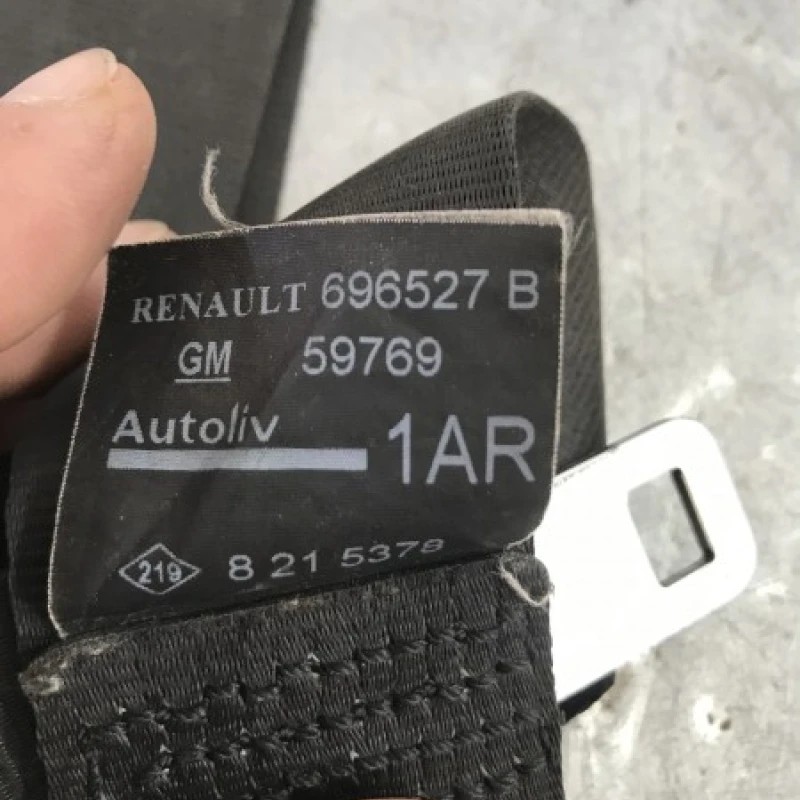 RENAULT 696527 B
GM 59769
Autoliv 1AR
219 8 21 5378